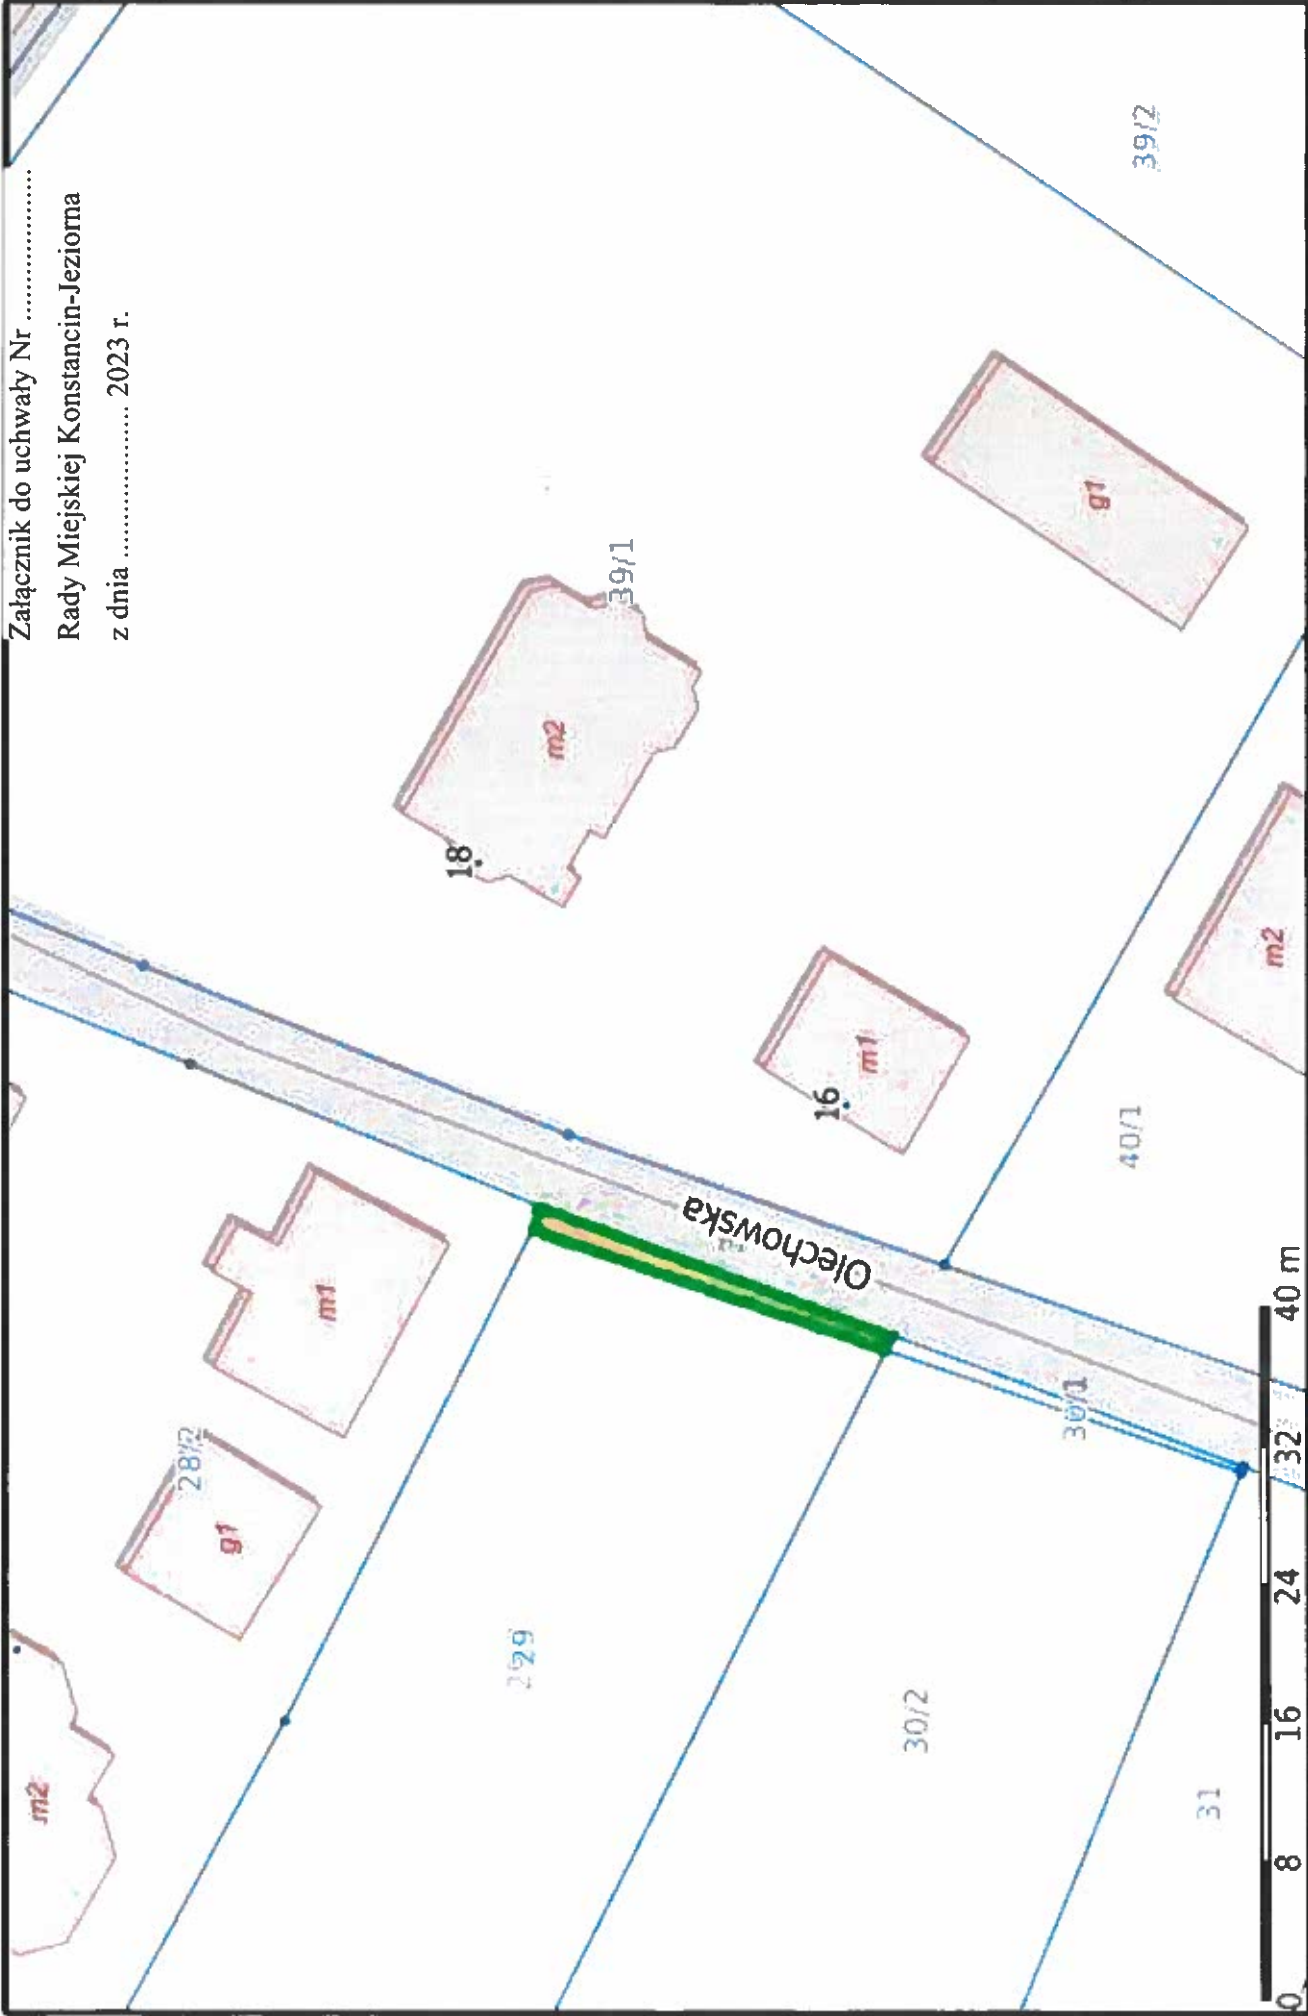 Załącznik do uchwały Nr ....................
Rady Miejskiej Konstancin-Jeziorna
z dnia .................... 2023 r.
39/2
39/1
g1
m2
18
m1
16
40/1
m2
Olechowska
m1
28/2
g1
m2
29
30/2
30/1
31
0 8 16 24 32 40 m